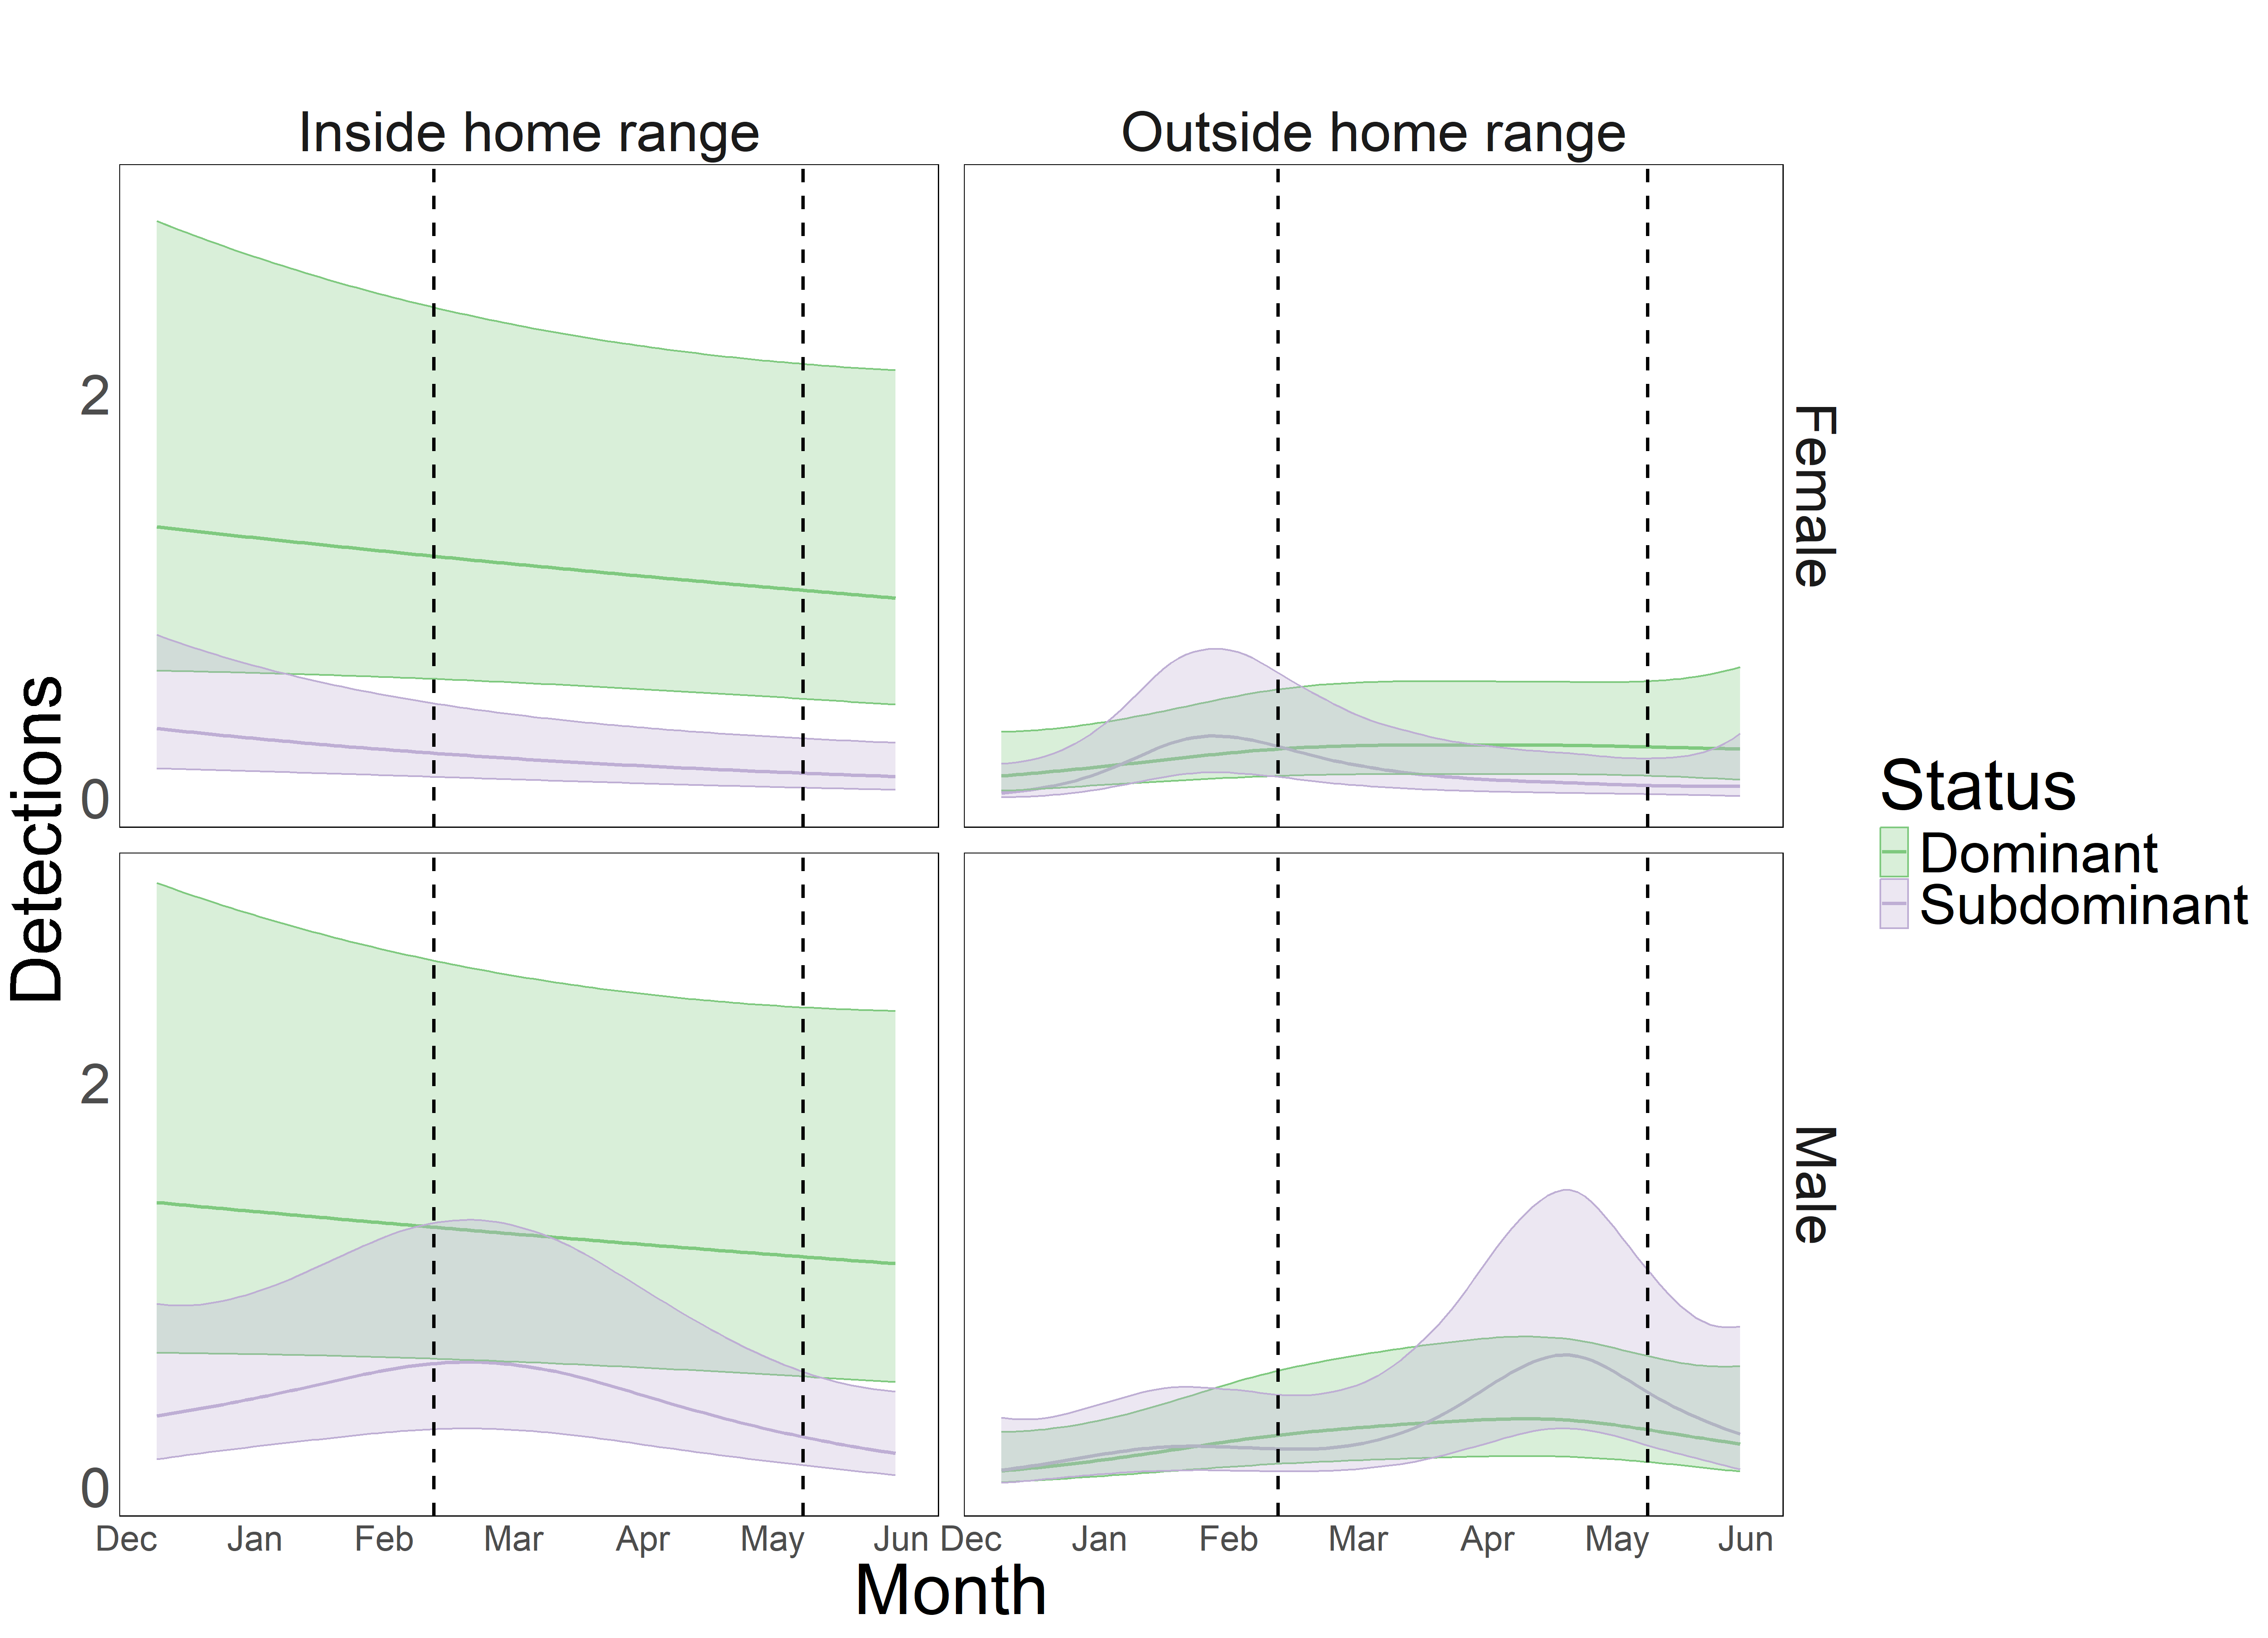 Inside home range Outside home range
2
0
Female
Detections
Status
Dominant
Subdominant
2
0
Male
Dec Jan Feb Mar Apr May Jun Dec Jan Feb Mar Apr May Jun
Month